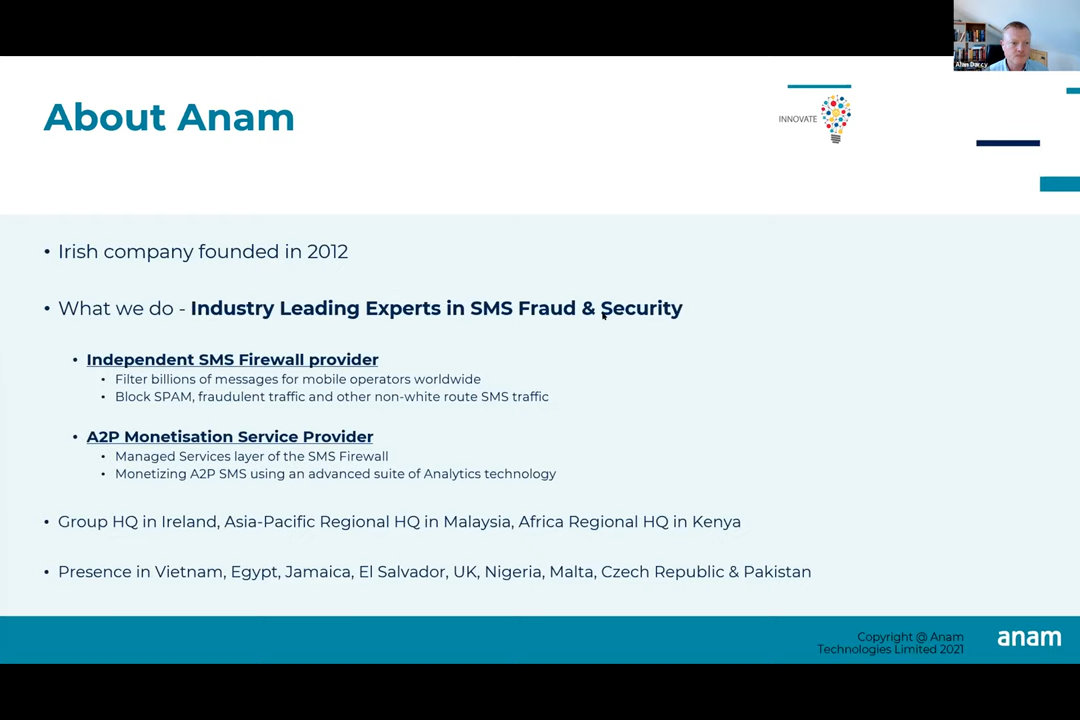 Alan Darcy
About Anam
INNOVATE
• Irish company founded in 2012
• What we do - Industry Leading Experts in SMS Fraud & Security
• Independent SMS Firewall provider
• Filter billions of messages for mobile operators worldwide
• Block SPAM, fraudulent traffic and other non-white route SMS traffic
• A2P Monetisation Service Provider
• Managed Services layer of the SMS Firewall
• Monetizing A2P SMS using an advanced suite of Analytics technology
• Group HQ in Ireland, Asia-Pacific Regional HQ in Malaysia, Africa Regional HQ in Kenya
• Presence in Vietnam, Egypt, Jamaica, El Salvador, UK, Nigeria, Malta, Czech Republic & Pakistan
Copyright @ Anam
Technologies Limited 2021
anam